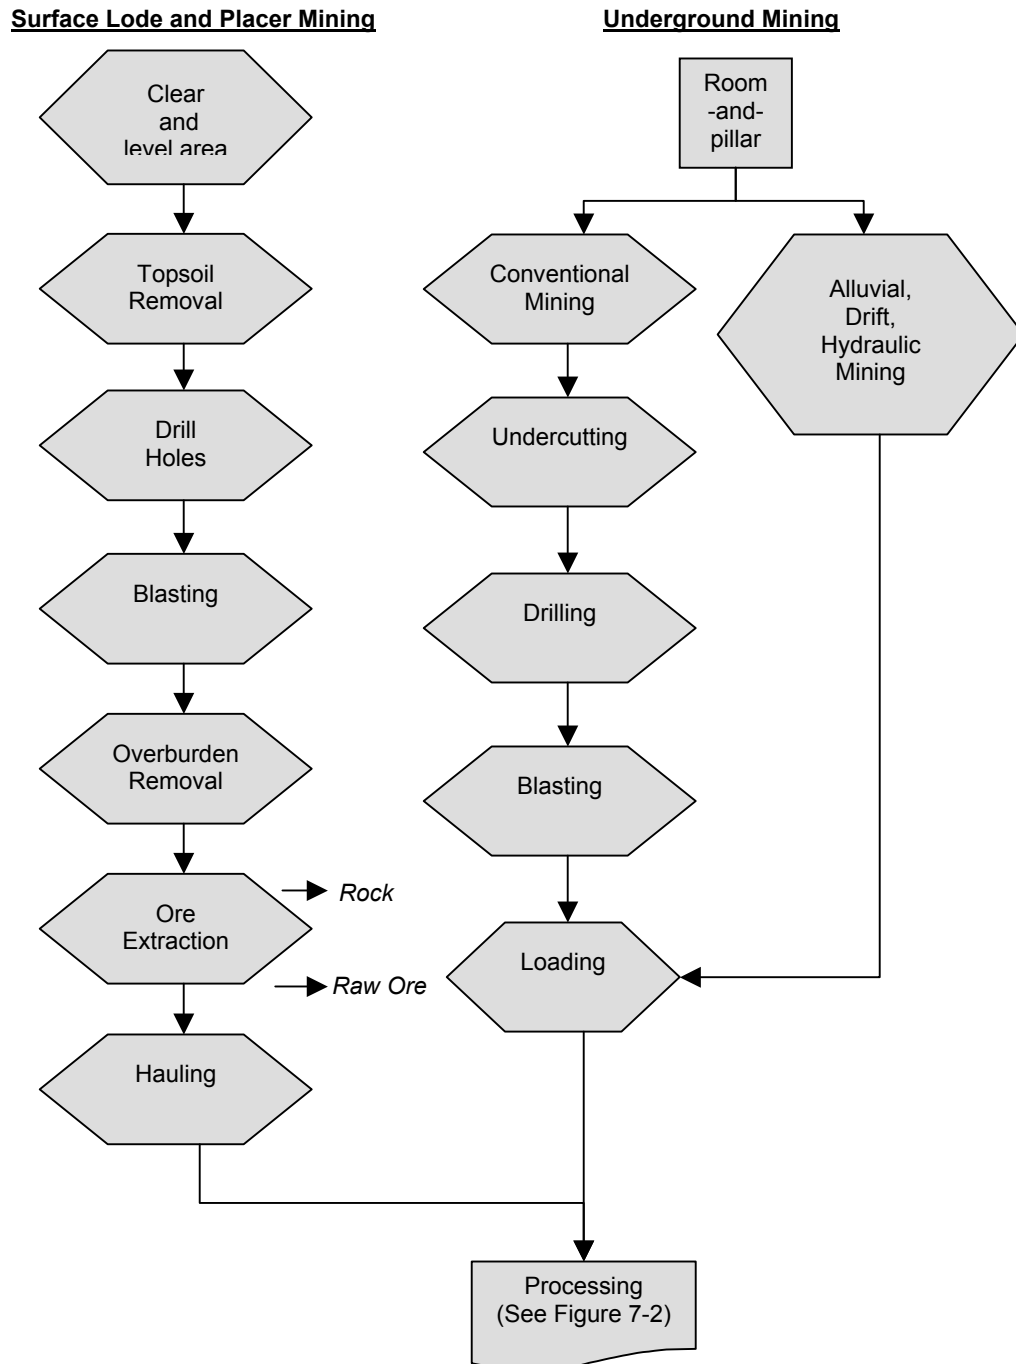 Surface Lode and Placer Mining
Clear
and
level area
Topsoil
Removal
Drill
Holes
Blasting
Overburden
Removal
Ore
Extraction
Rock
Raw Ore
Hauling
Underground Mining
Room
-and-
pillar
Conventional
Mining
Undercutting
Drilling
Blasting
Loading
Alluvial,
Drift,
Hydraulic
Mining
Processing
(See Figure 7-2)